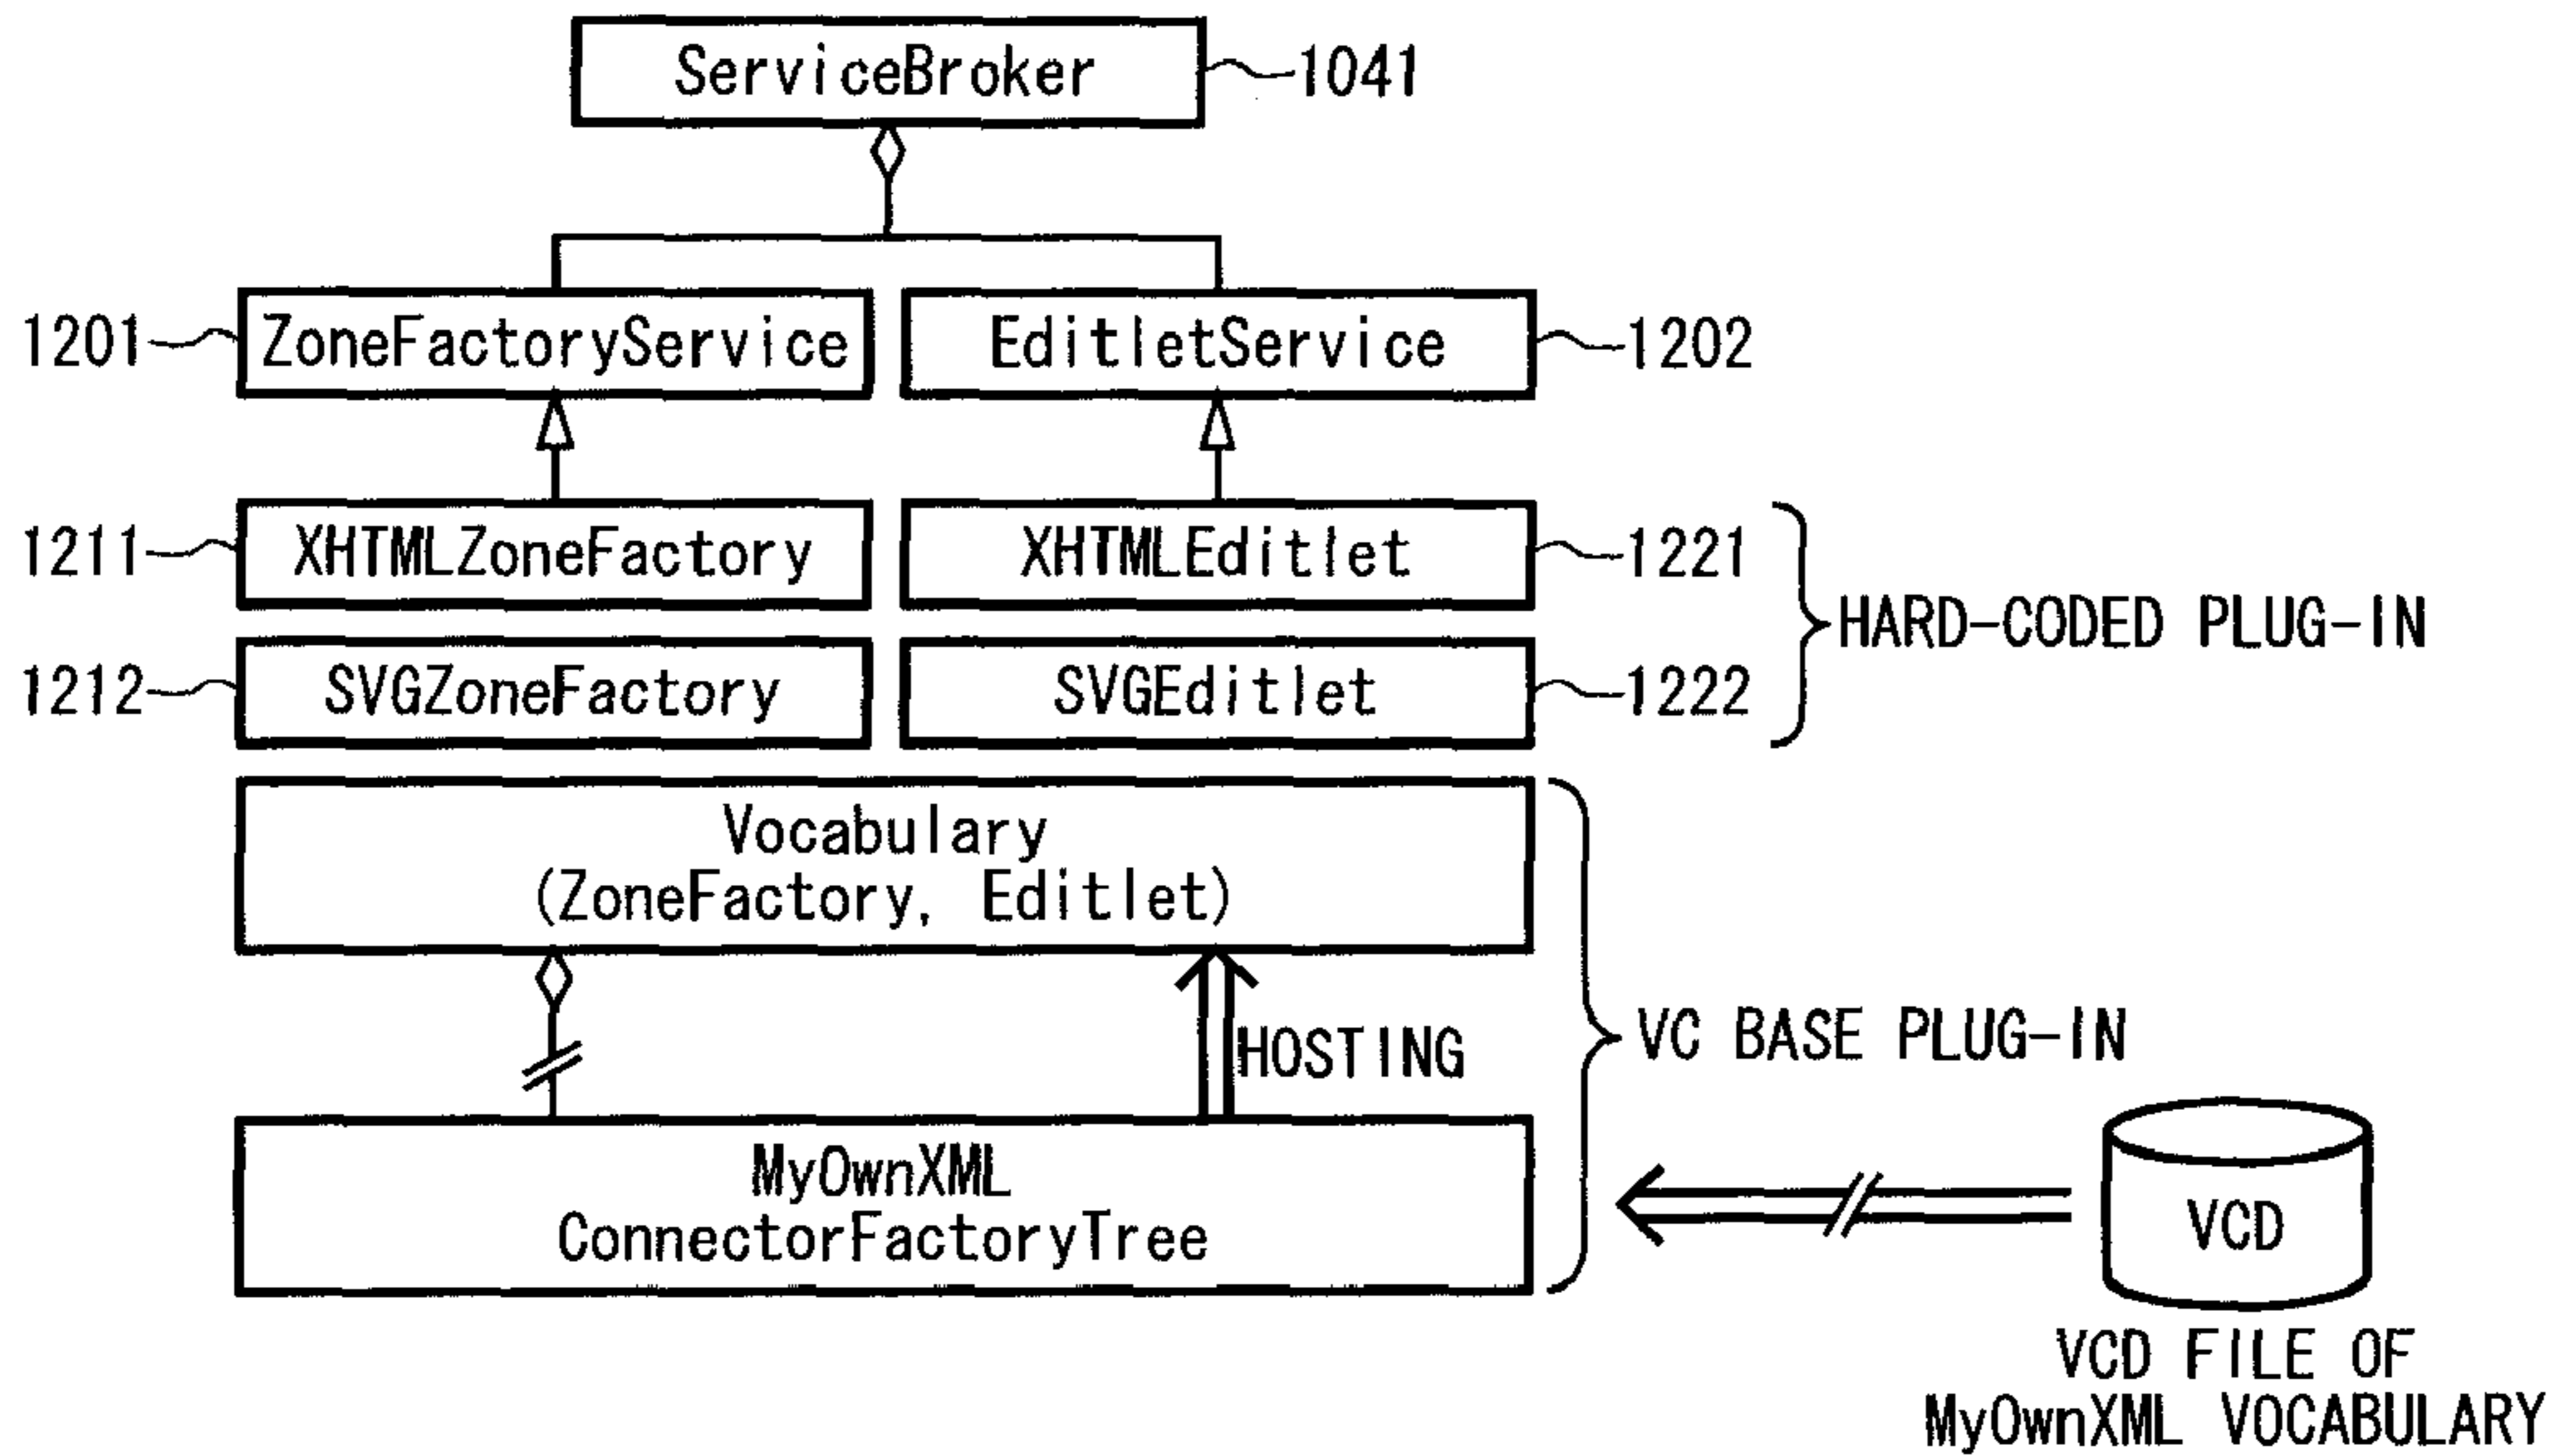 ServiceBroker 1041
1201 ZoneFactoryService EditletService 1202
1211 XHTMLZoneFactory XHTMLEditlet 1221
HARD-CODED PLUG-IN
1212 SVGZoneFactory SVGEditlet 1222
Vocabulary
(ZoneFactory, Editlet)
HOSTING
VC BASE PLUG-IN
MyOwnXML
ConnectorFactoryTree
VCD
VCD FILE OF
MyOwnXML VOCABULARY